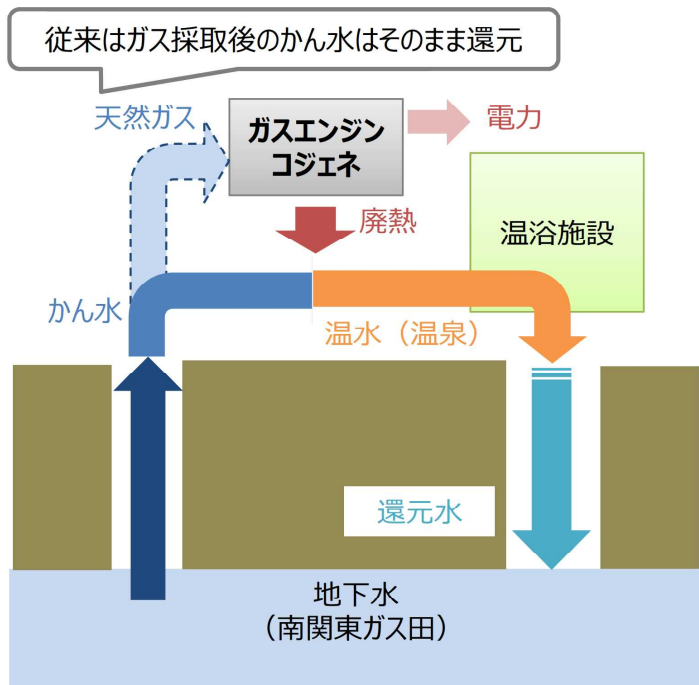 従来はガス採取後のかん水はそのまま還元
天然ガス
ガスエンジン
コジェネ
電力
廃熱
温浴施設
かん水
温水（温泉）
還元水
地下水
（南関東ガス田）